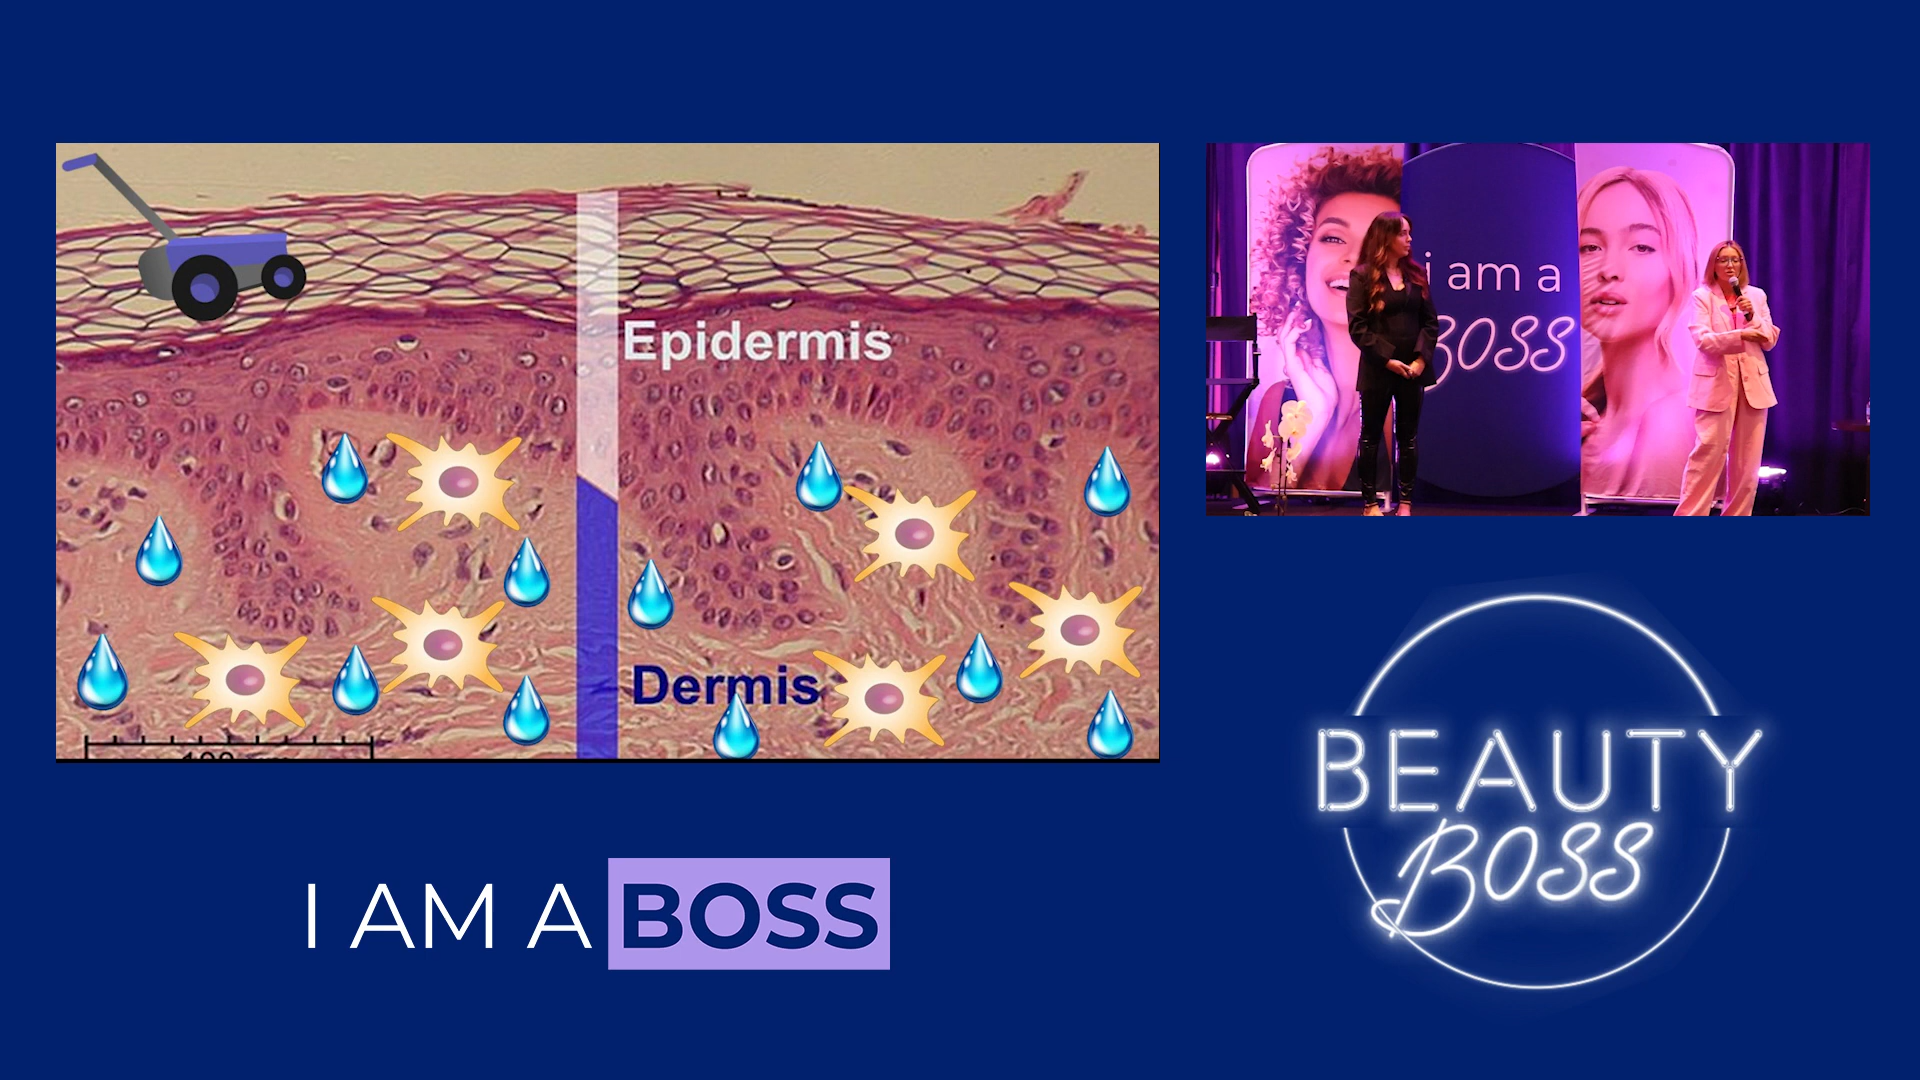 Epidermis
Dermis
i am a
BOSS
I AM A BOSS
BEAUTY
BOSS